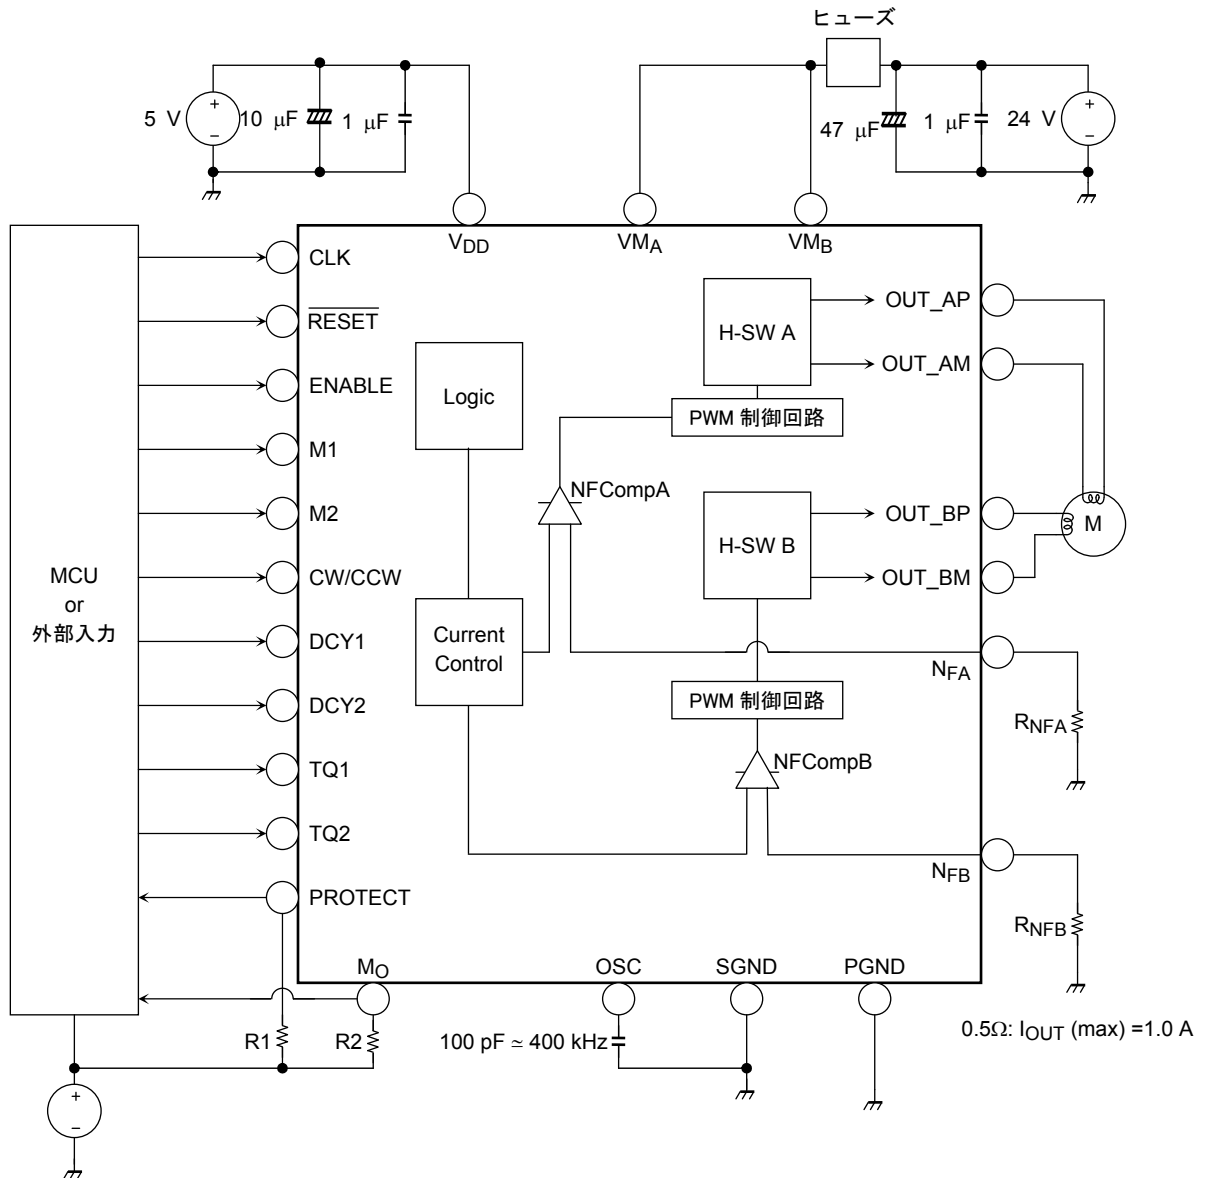 ヒューズ
5 V
10 μF
1 μF
47 μF
1 μF
24 V
VDD
VMA
VMB
CLK
RESET
ENABLE
M1
M2
CW/CCW
DCY1
DCY2
TQ1
TQ2
PROTECT
MCU
or
外部入力
Logic
Current
Control
NFCompA
H-SW A
PWM 制御回路
OUT_AP
OUT_AM
H-SW B
OUT_BP
OUT_BM
M
NFA
PWM 制御回路
RNFA
NFCompB
NFB
RNFB
MO
OSC
SGND
PGND
R1
R2
100 pF ≃ 400 kHz
0.5Ω: IOUT (max) =1.0 A